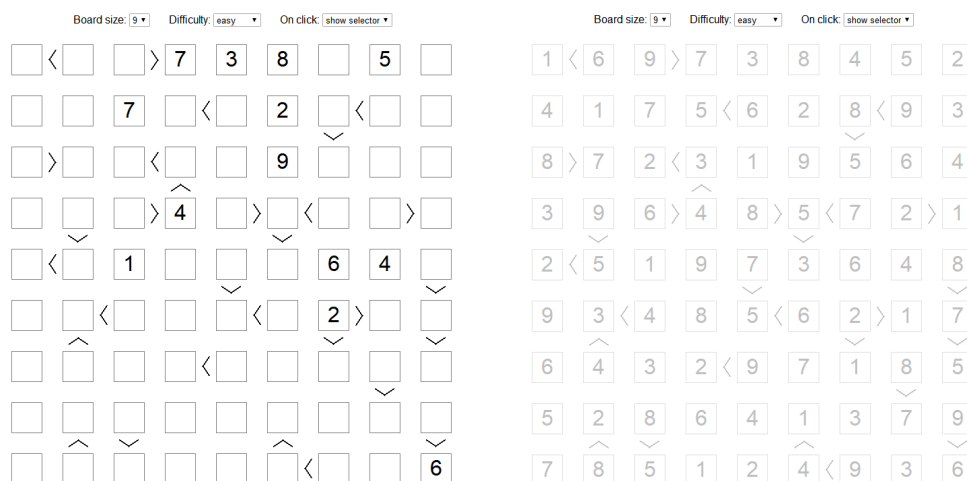 Board size: 9 Difficulty: easy On click: show selector
< > 7 3 8 5
7 < 2 <
> < 9
> 4 > < >
< 1 6 4
< < 2 >
<
< 6
Board size: 9 Difficulty: easy On click: show selector
1 < 6 9 > 7 3 8 4 5 2
4 1 7 5 < 6 2 8 < 9 3
8 > 7 2 < 3 1 9 5 6 4
3 9 6 > 4 8 > 5 < 7 2 > 1
2 < 5 1 9 7 3 6 4 8
9 3 < 4 8 5 < 6 2 > 1 7
6 4 3 2 < 9 7 1 8 5
5 2 8 6 4 1 3 7 9
7 8 5 1 2 4 < 9 3 6